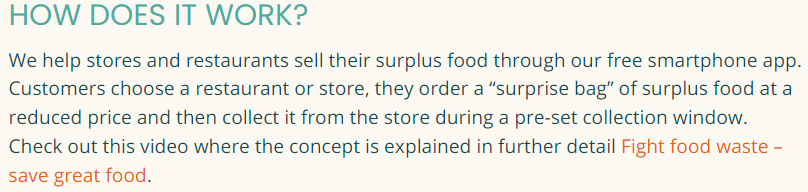 HOW DOES IT WORK?
We help stores and restaurants sell their surplus food through our free smartphone app.
Customers choose a restaurant or store, they order a “surprise bag” of surplus food at a
reduced price and then collect it from the store during a pre-set collection window.
Check out this video where the concept is explained in further detail Fight food waste –
save great food.